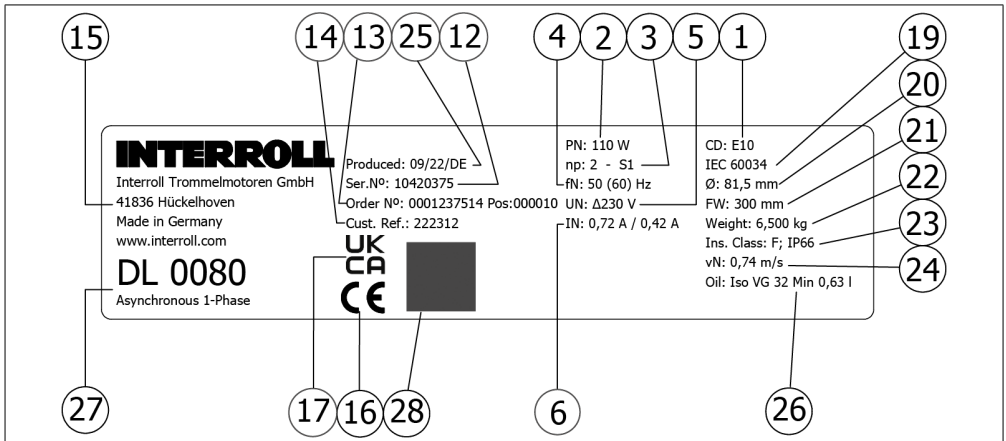 15 14 13 25 12 4 2 3 5 1 19
20
21
22
23
24
INTERROLL
Interroll Trommelmotoren GmbH
41836 Hückelhoven
Made in Germany
www.interroll.com
DL 0080
Asynchronous 1-Phase
Produced: 09/22/DE
Ser.Nº: 10420375
Order Nº: 0001237514 Pos:000010
Cust. Ref.: 222312
UK
CA
CE
PN: 110 W
np: 2 - S1
fN: 50 (60) Hz
UN: Δ230 V
IN: 0,72 A / 0,42 A
CD: E10
IEC 60034
Ø: 81,5 mm
FW: 300 mm
Weight: 6,500 kg
Ins. Class: F; IP66
vN: 0,74 m/s
Oil: Iso VG 32 Min 0,63 l
27 17 16 28 6 26